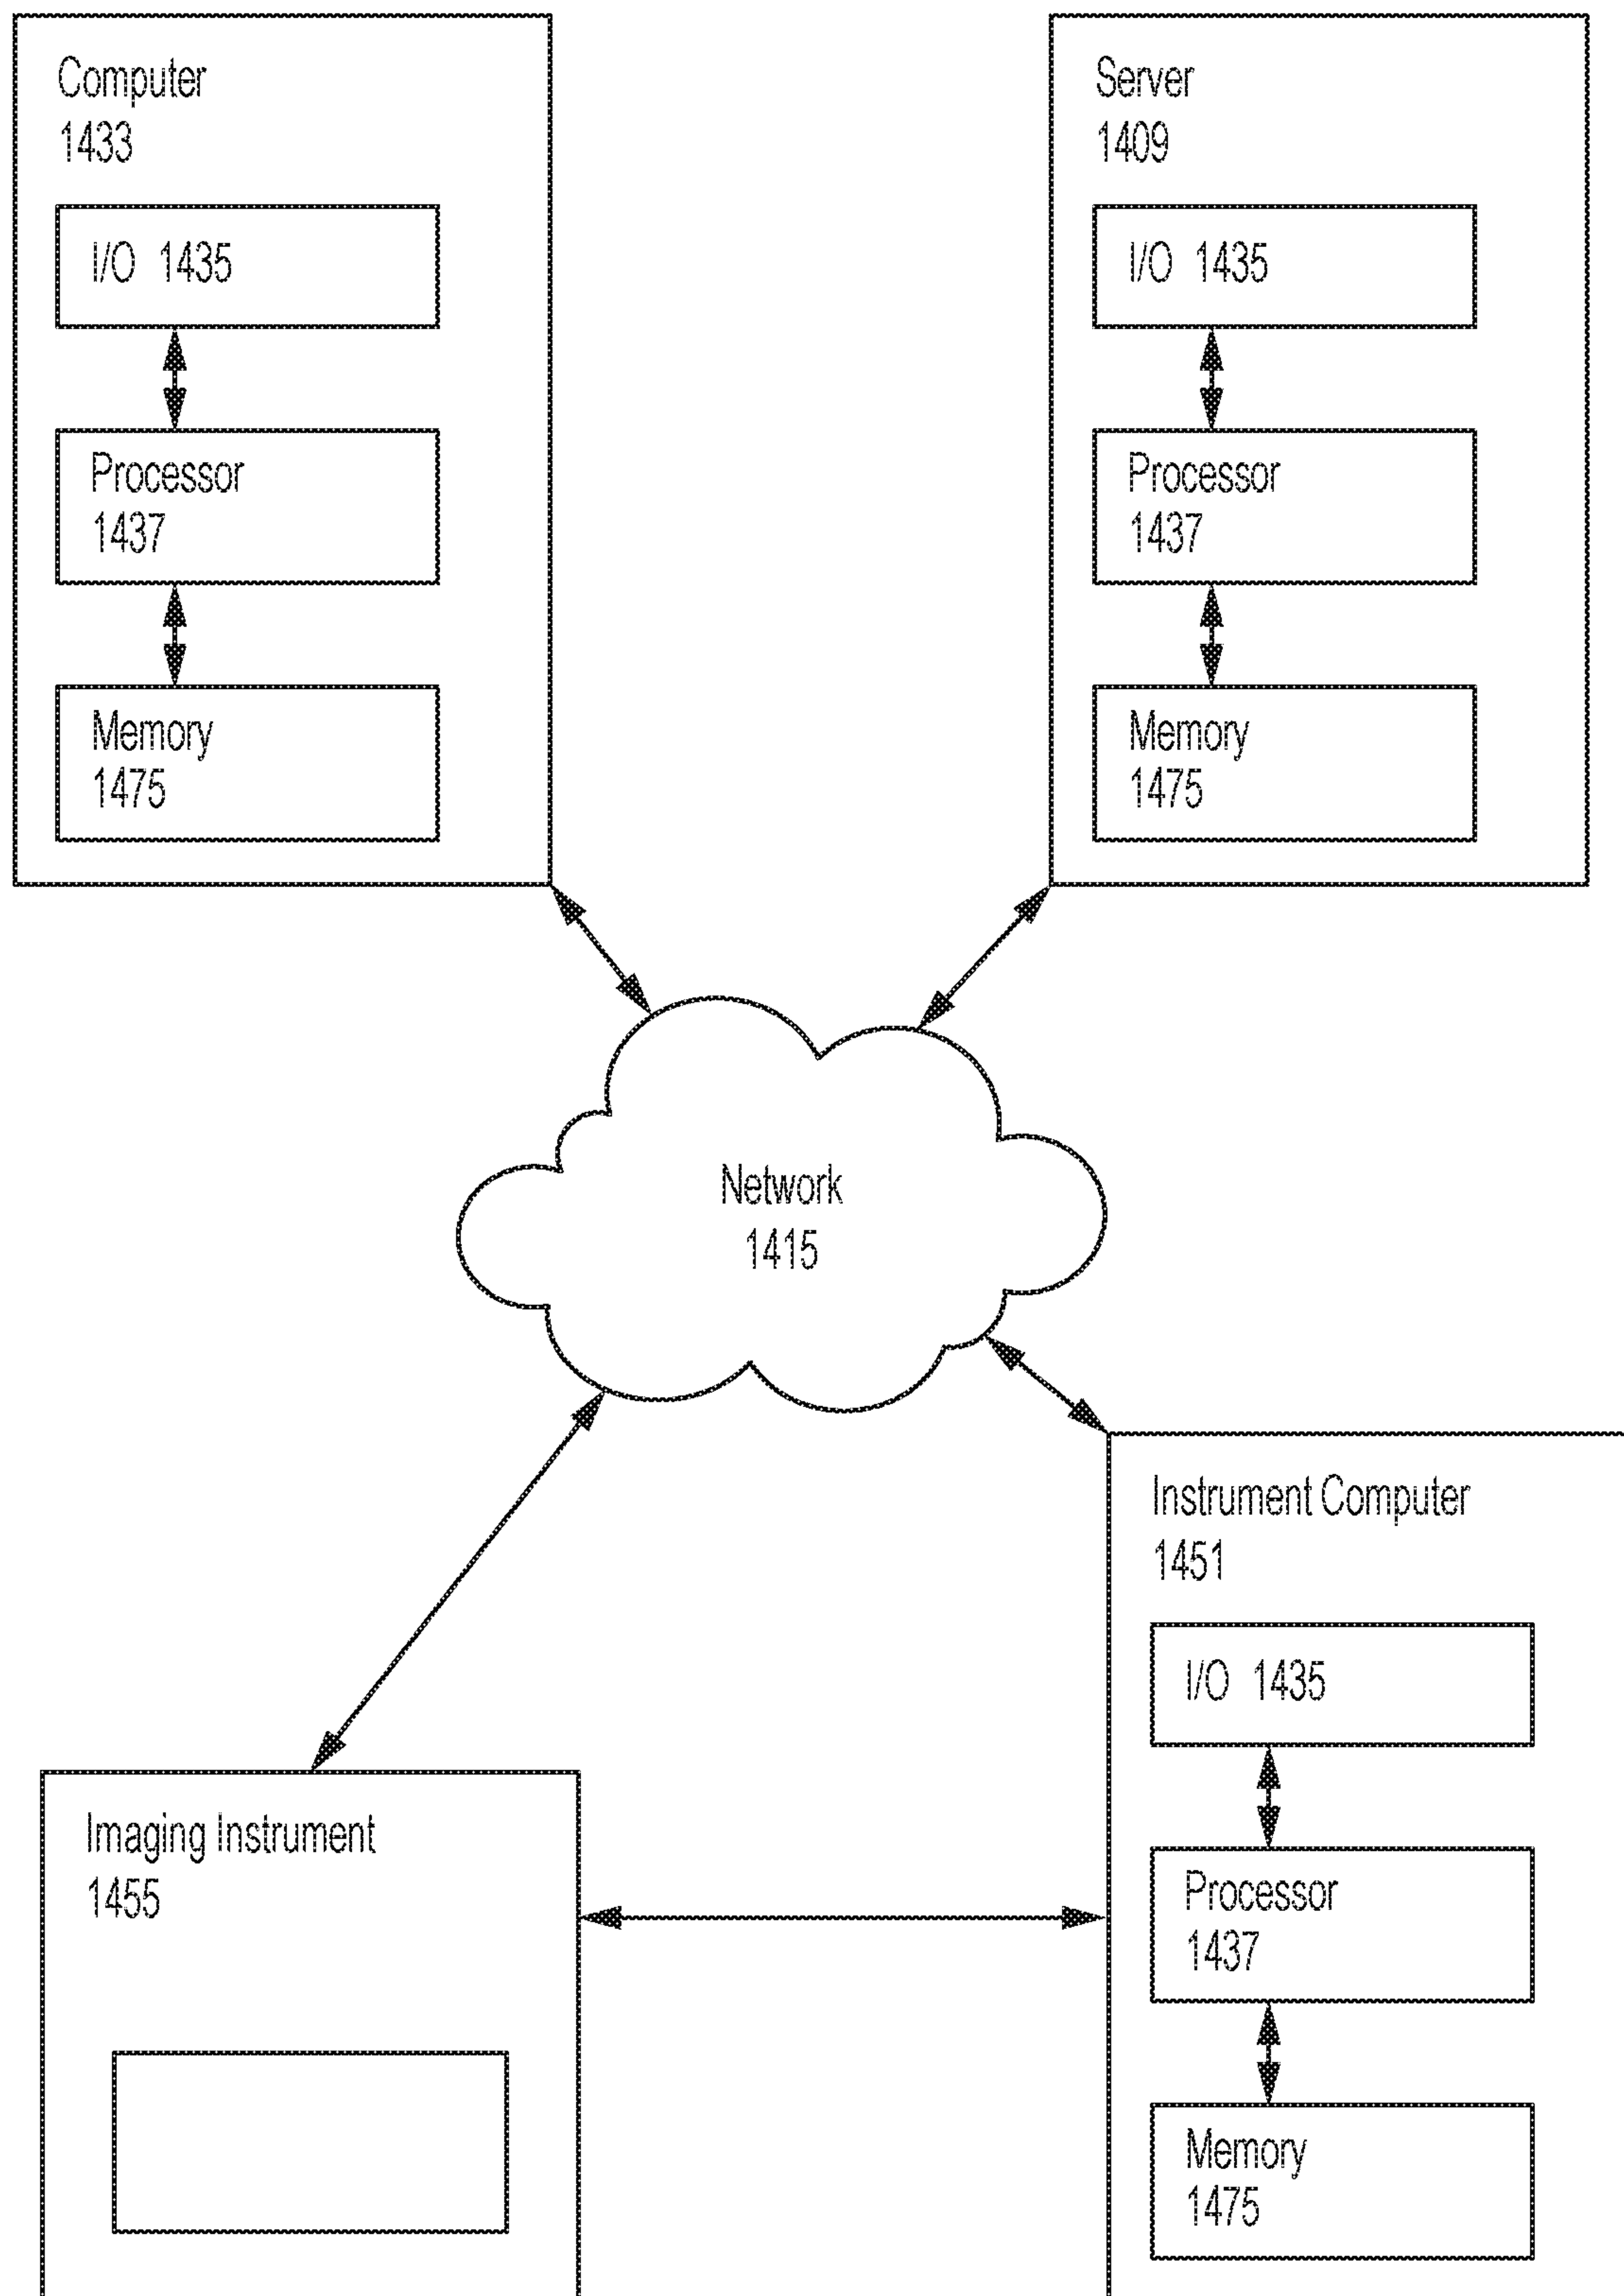 Computer
1433
I/O 1435
Processor
1437
Memory
1475
Server
1409
I/O 1435
Processor
1437
Memory
1475
Network
1415
Instrument Computer
1451
I/O 1435
Processor
1437
Memory
1475
Imaging Instrument
1455